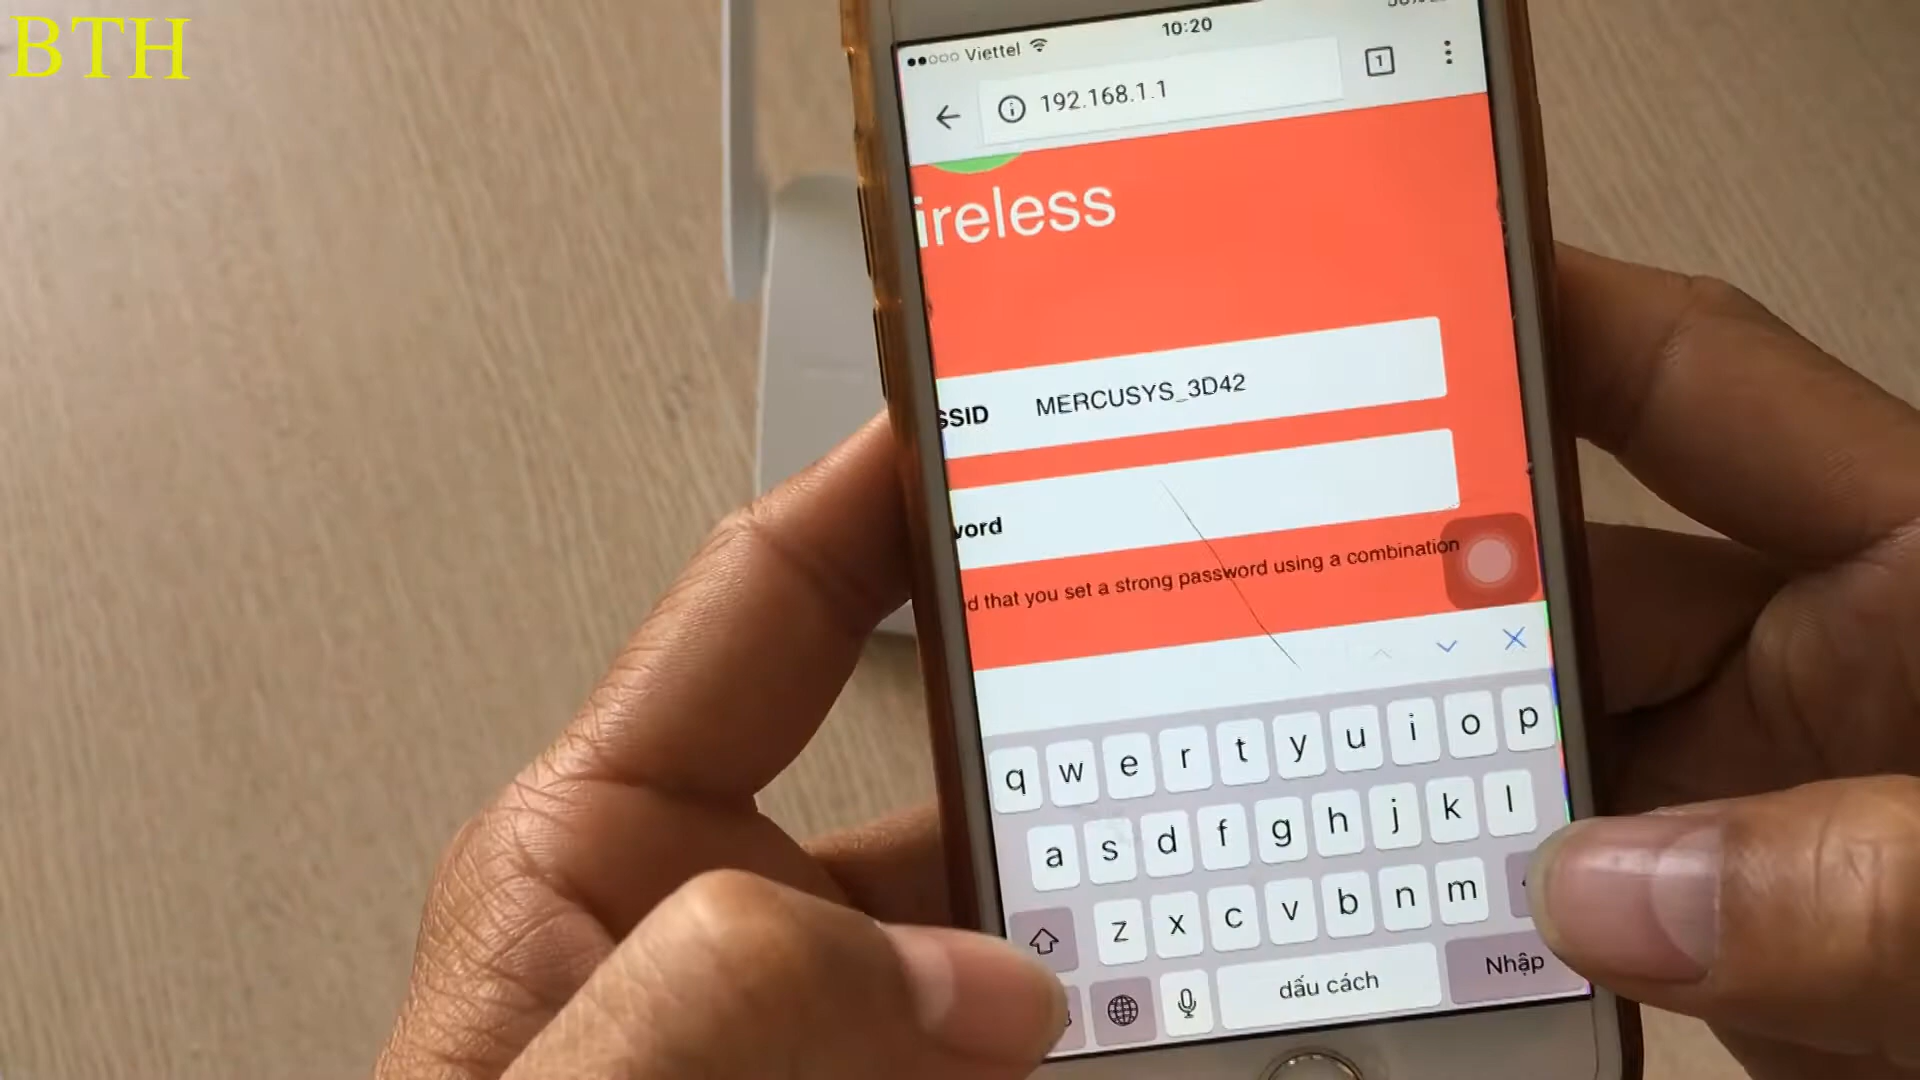 BTH
Viettel 10:20
192.168.1.1 1
ireless
SSID MERCUSYS_3D42
word
d that you set a strong password using a combination
q w e r t y u i o p
a s d f g h j k l
z x c v b n m
dấu cách Nhập